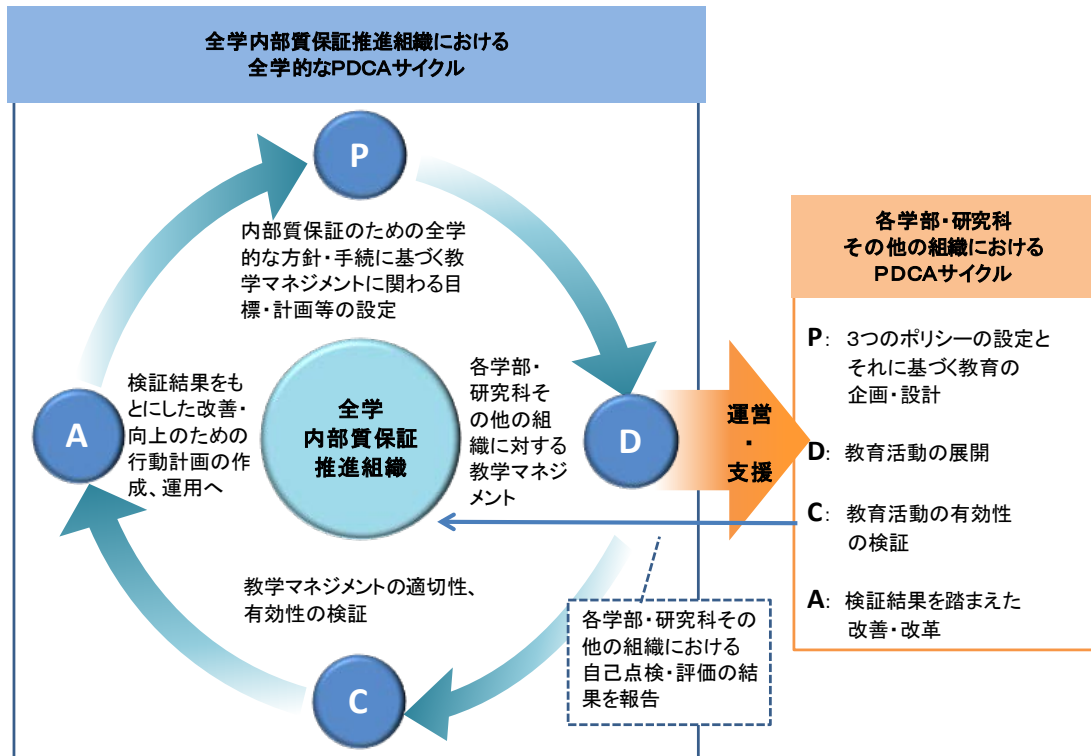 全学内部質保証推進組織における
全学的なPDCAサイクル
P
内部質保証のための全学
的な方針・手続に基づく教
学マネジメントに関わる目
標・計画等の設定
A
検証結果をも
とにした改善・
向上のための
行動計画の作
成、運用へ
全学
内部質保証
推進組織
各学部・
研究科そ
の他の組
織に対する
教学マネジ
メント
D
運営
・
支援
教学マネジメントの適切性、
有効性の検証
C
各学部・研究科その
他の組織における
自己点検・評価の結
果を報告
各学部・研究科
その他の組織における
PDCAサイクル
P: 3つのポリシーの設定と
それに基づく教育の
企画・設計
D: 教育活動の展開
C: 教育活動の有効性
の検証
A: 検証結果を踏まえた
改善・改革